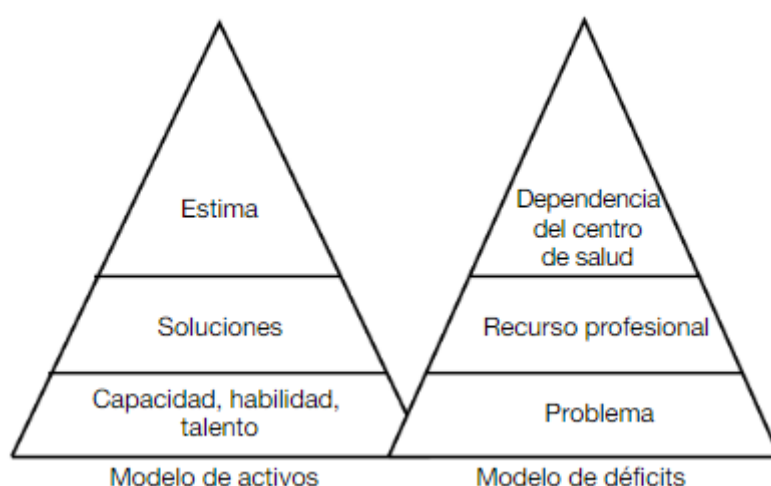 Estima
Soluciones
Capacidad, habilidad,
talento
Modelo de activos
Dependencia
del centro
de salud
Recurso profesional
Problema
Modelo de déficits